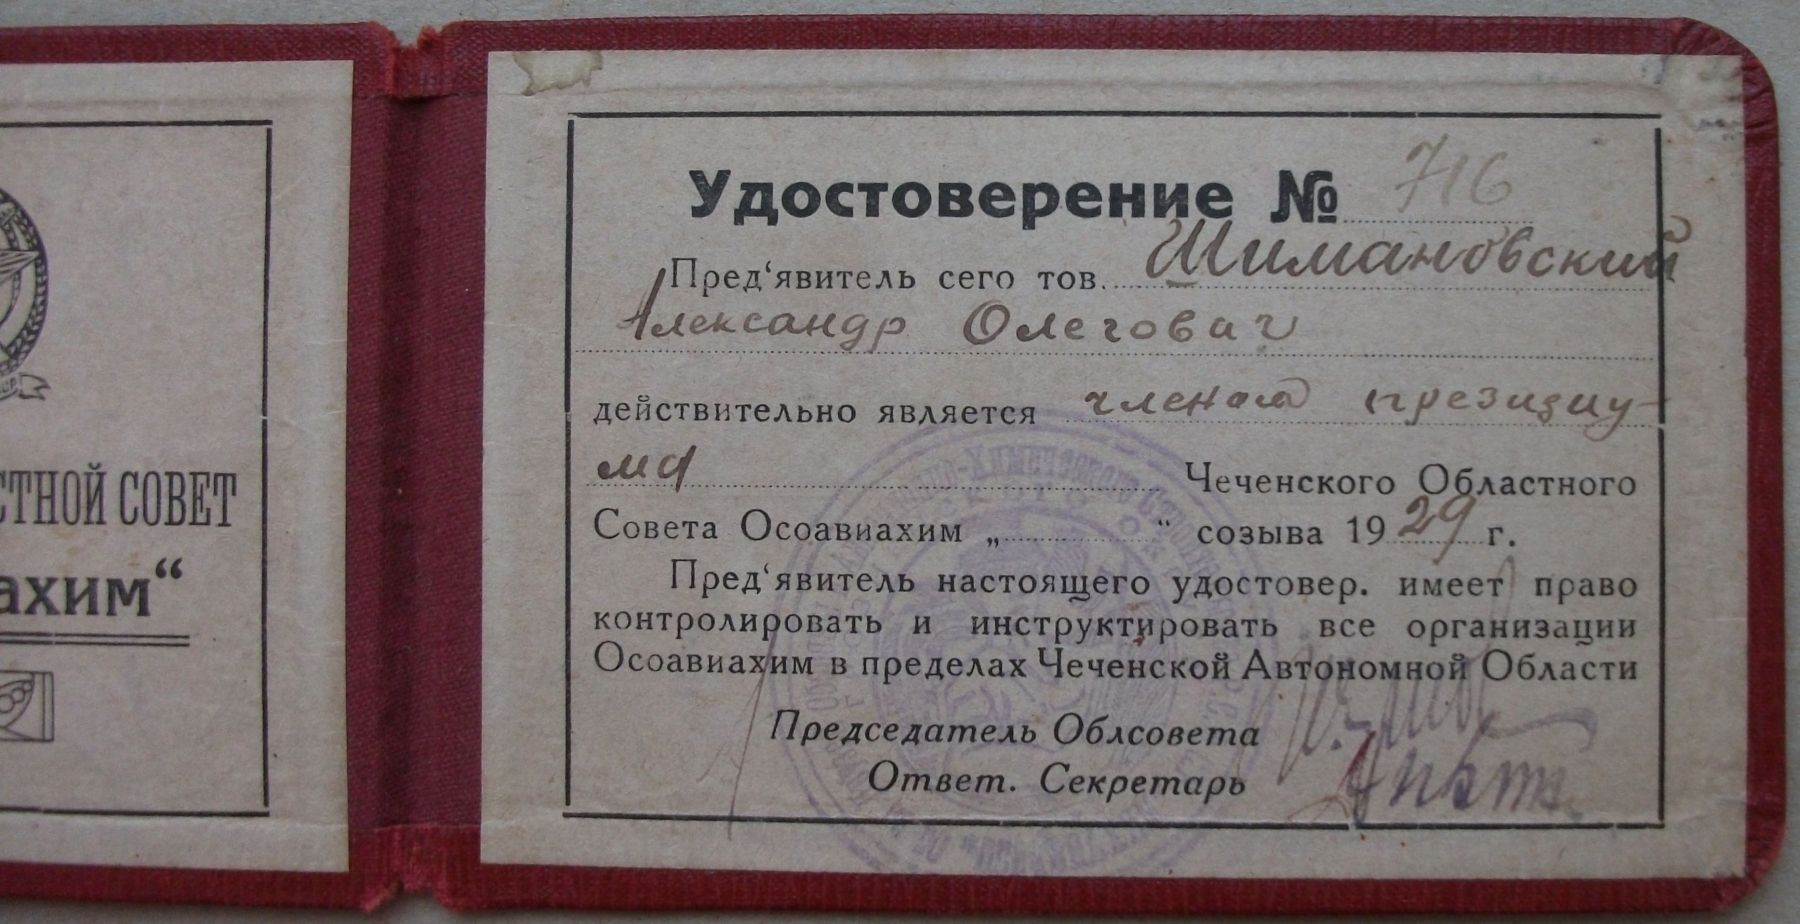 СТНОЙ СОВЕТ
ахим“
Удостоверение № 716
Пред‘явитель сего тов. Шимановский
Александр Олегович
действительно является членом президиу-
ма Чеченского Областного
Совета Осоавиахим „ “ созыва 1929 г.
Пред‘явитель настоящего удостовер. имеет право
контролировать и инструктировать все организации
Осоавиахим в пределах Чеченской Автономной Области
Председатель Облсовета
Ответ. Секретарь